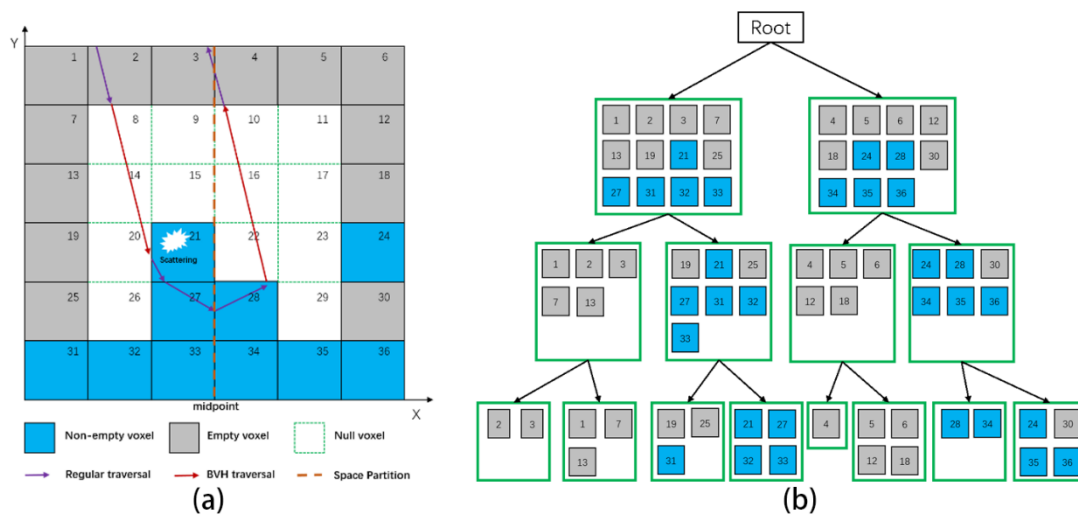 Y
1 2 3 4 5 6
7 8 9 10 11 12
13 14 15 16 17 18
19 20 21 22 23 24
Scattering
25 26 27 28 29 30
31 32 33 34 35 36
midpoint
X
Non-empty voxel Empty voxel Null voxel
Regular traversal BVH traversal Space Partition
(a)
Root
1 2 3 7 4 5 6 12
13 19 21 25 18 24 28 30
27 31 32 33 34 35 36
1 2 3 19 21 25 4 5 6 24 28 30
7 13 27 31 32 12 18 34 35 36
33
2 3 1 7 19 25 21 27 4 5 6 28 34 24 30
13 31 32 33 12 18 35 36
(b)